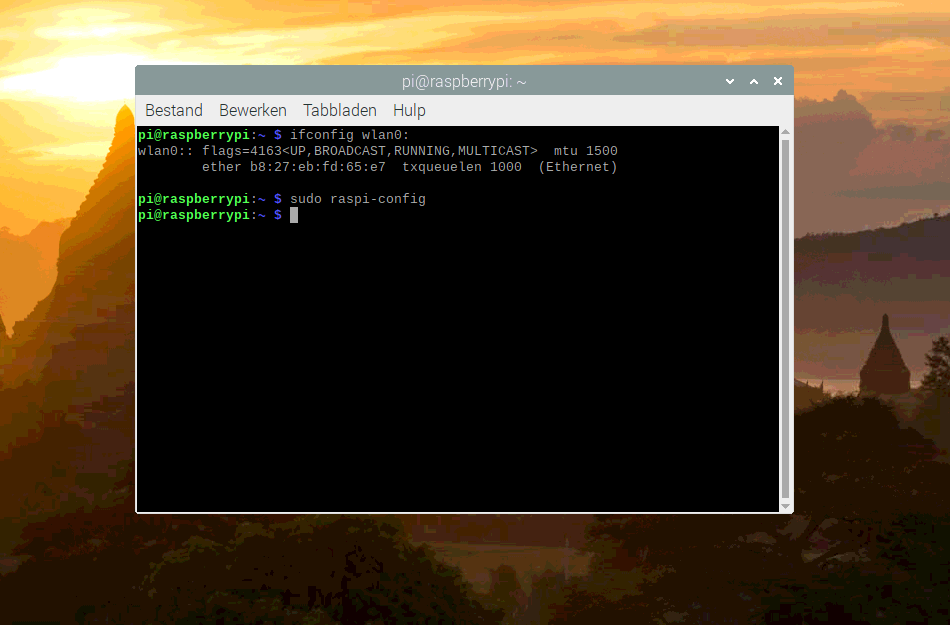 pi@raspberrypi: ~
Bestand Bewerken Tabbladen Hulp
pi@raspberrypi:~ $ ifconfig wlan0:
wlan0:: flags=4163<UP,BROADCAST,RUNNING,MULTICAST>  mtu 1500
        ether b8:27:eb:fd:65:e7  txqueuelen 1000  (Ethernet)
pi@raspberrypi:~ $ sudo raspi-config
pi@raspberrypi:~ $